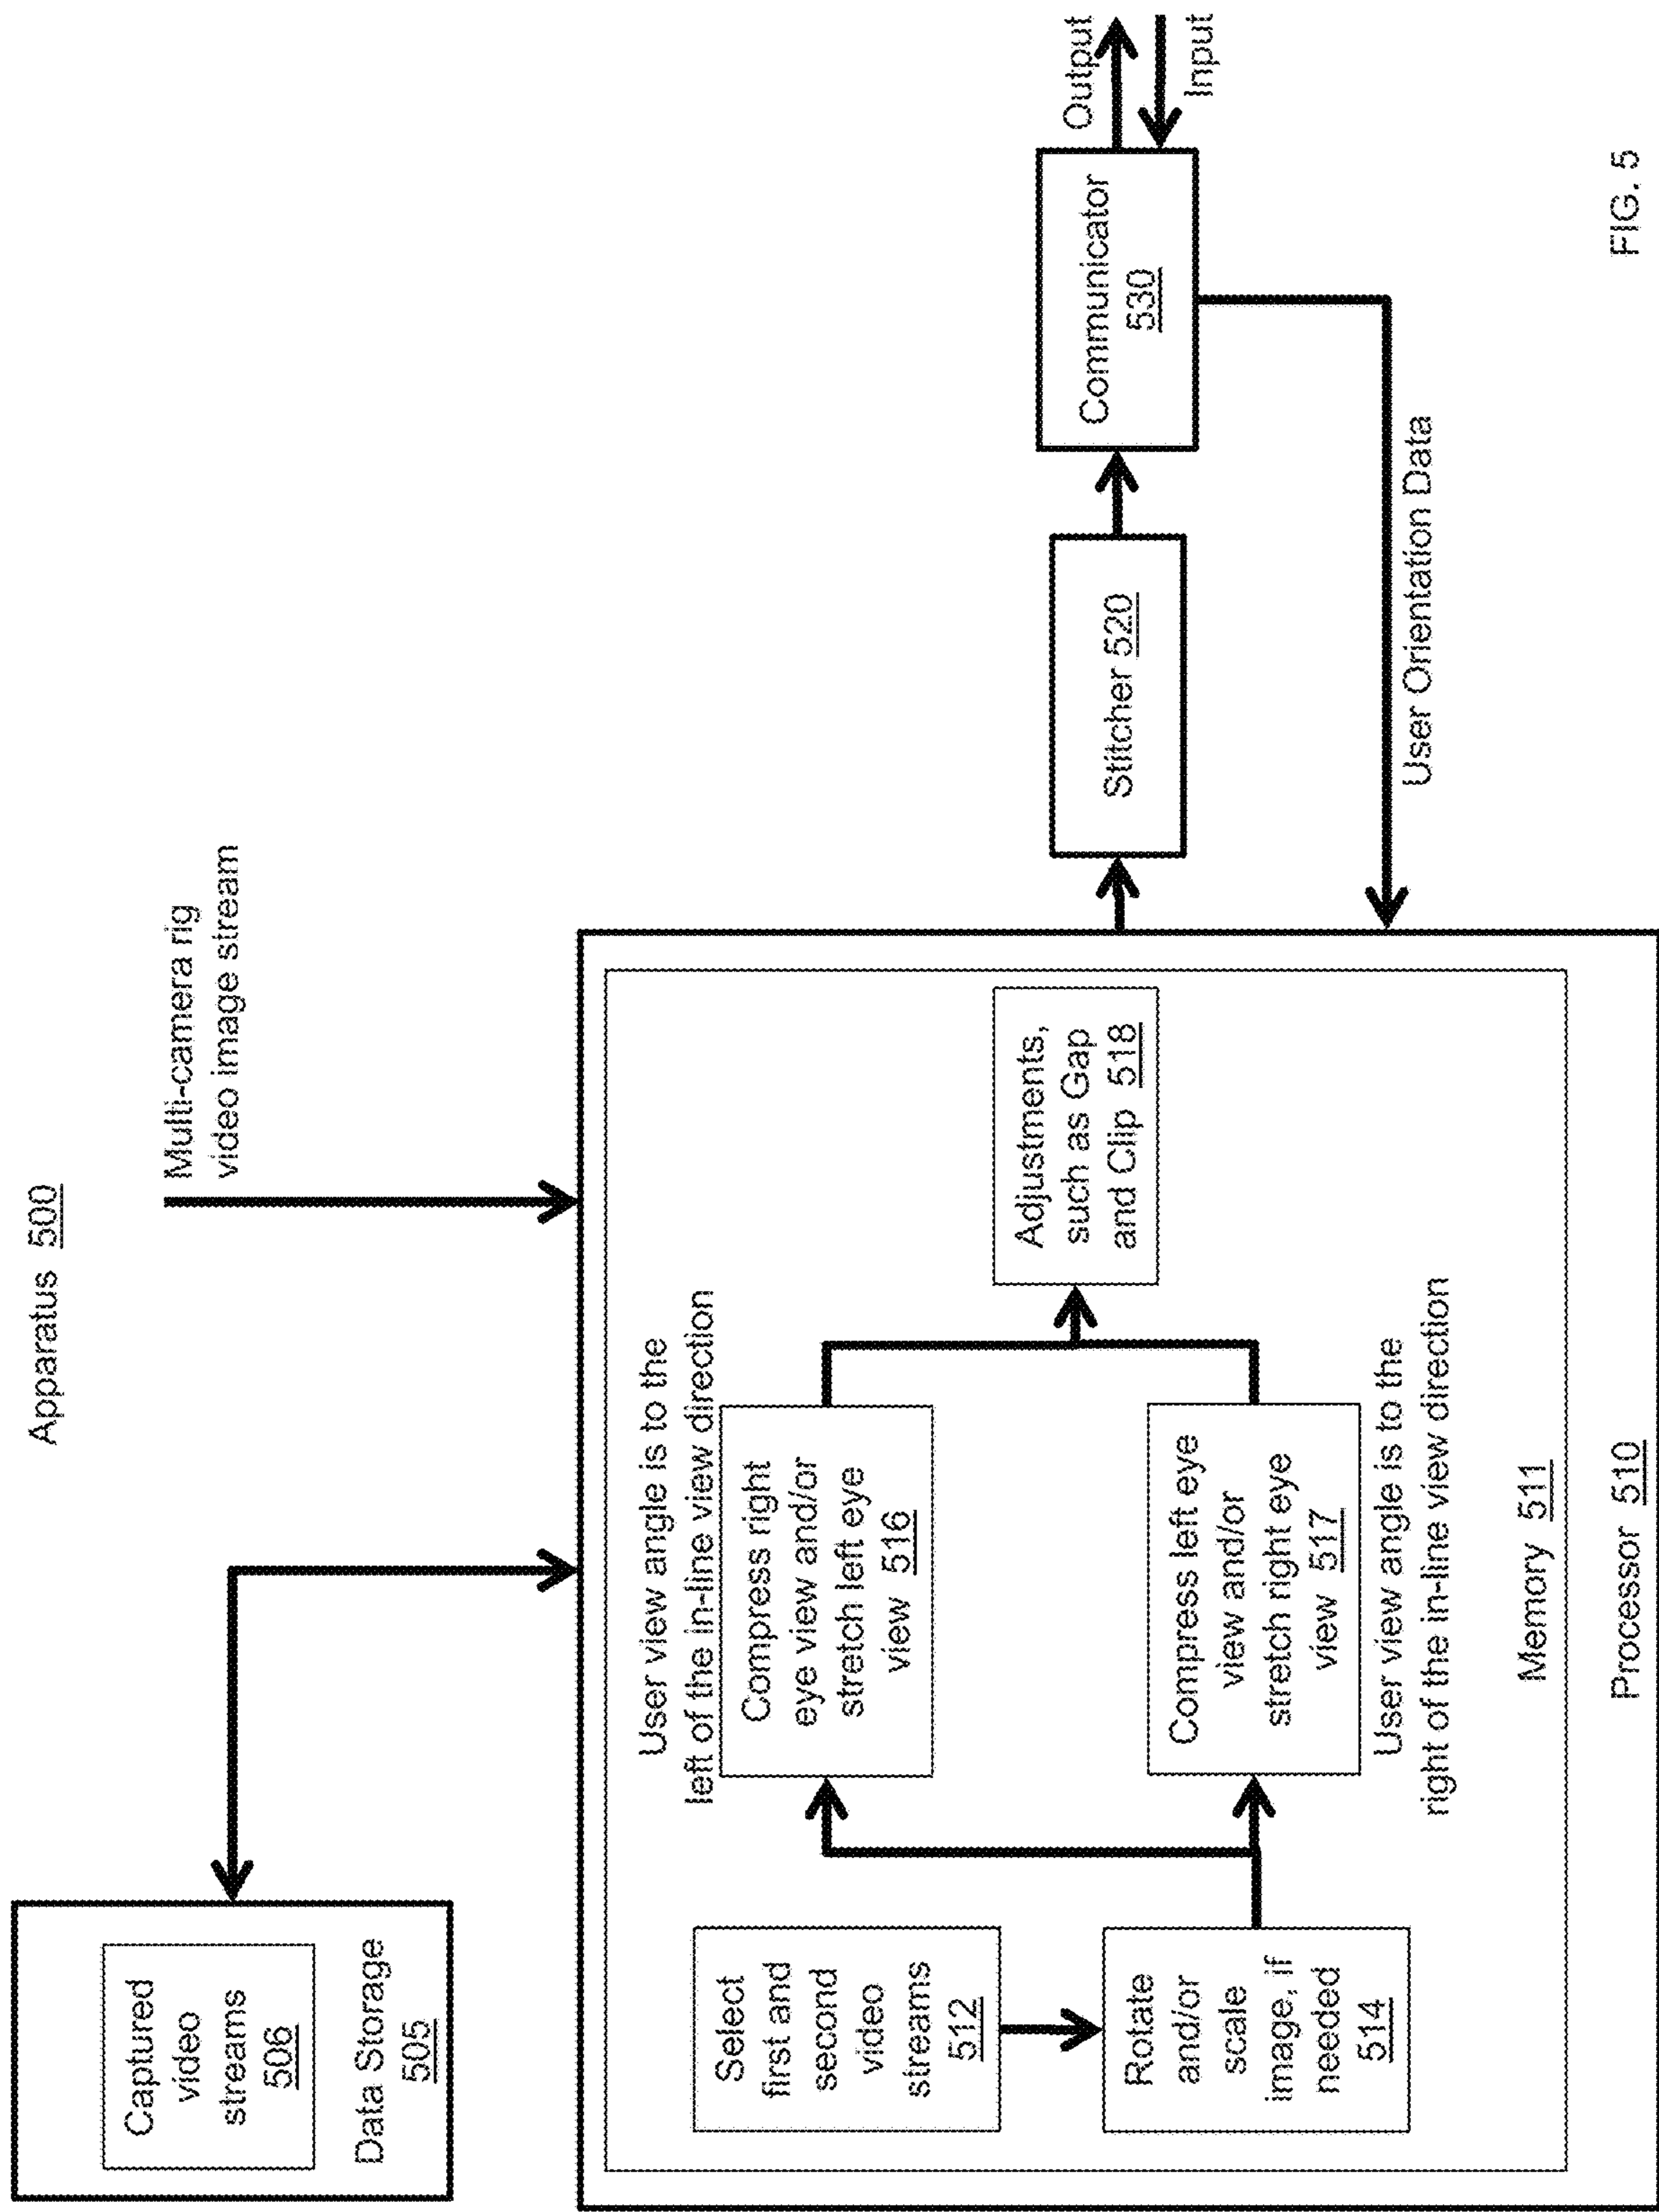 Apparatus 500
Captured
video
streams
506
Data Storage
505
Multi-camera rig
video image stream
Select
first and
second
video
streams
512
Rotate
and/or
scale
image, if
needed
514
User view angle is to the
left of the in-line view direction
Compress right
eye view and/or
stretch left eye
view 516
Compress left eye
view and/or
stretch right eye
view 517
User view angle is to the
right of the in-line view direction
Adjustments,
such as Gap
and Clip 518
Memory 511
Processor 510
Stitcher 520
Communicator
530
Output
Input
User Orientation Data
FIG. 5